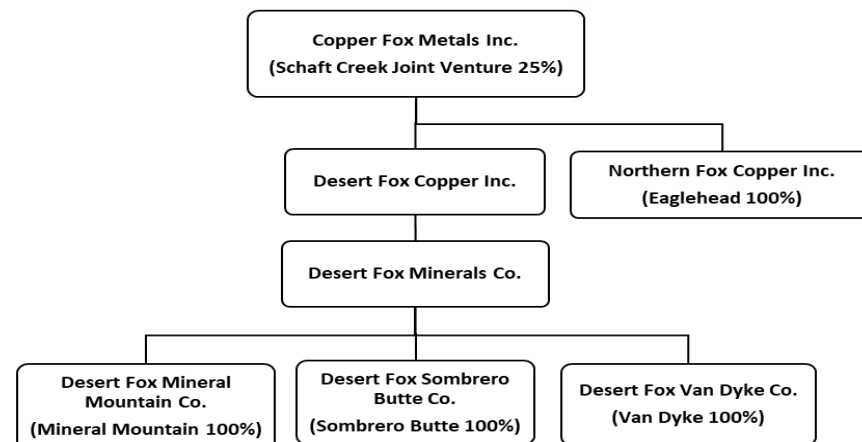 Copper Fox Metals Inc.
(Schaft Creek Joint Venture 25%)
Desert Fox Copper Inc.
Northern Fox Copper Inc.
(Eaglehead 100%)
Desert Fox Minerals Co.
Desert Fox Mineral
Mountain Co.
(Mineral Mountain 100%)
Desert Fox Sombrero
Butte Co.
(Sombrero Butte 100%)
Desert Fox Van Dyke Co.
(Van Dyke 100%)